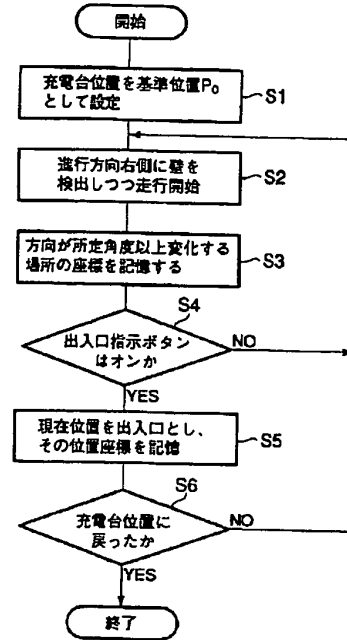 開始
充電台位置を基準位置P₀
として設定
S1
進行方向右側に壁を
検出しつつ走行開始
S2
方向が所定角度以上変化する
場所の座標を記憶する
S3
S4
出入口指示ボタン
はオンか
NO
YES
現在位置を出入口とし、
その位置座標を記憶
S5
S6
充電台位置に
戻ったか
NO
YES
終了